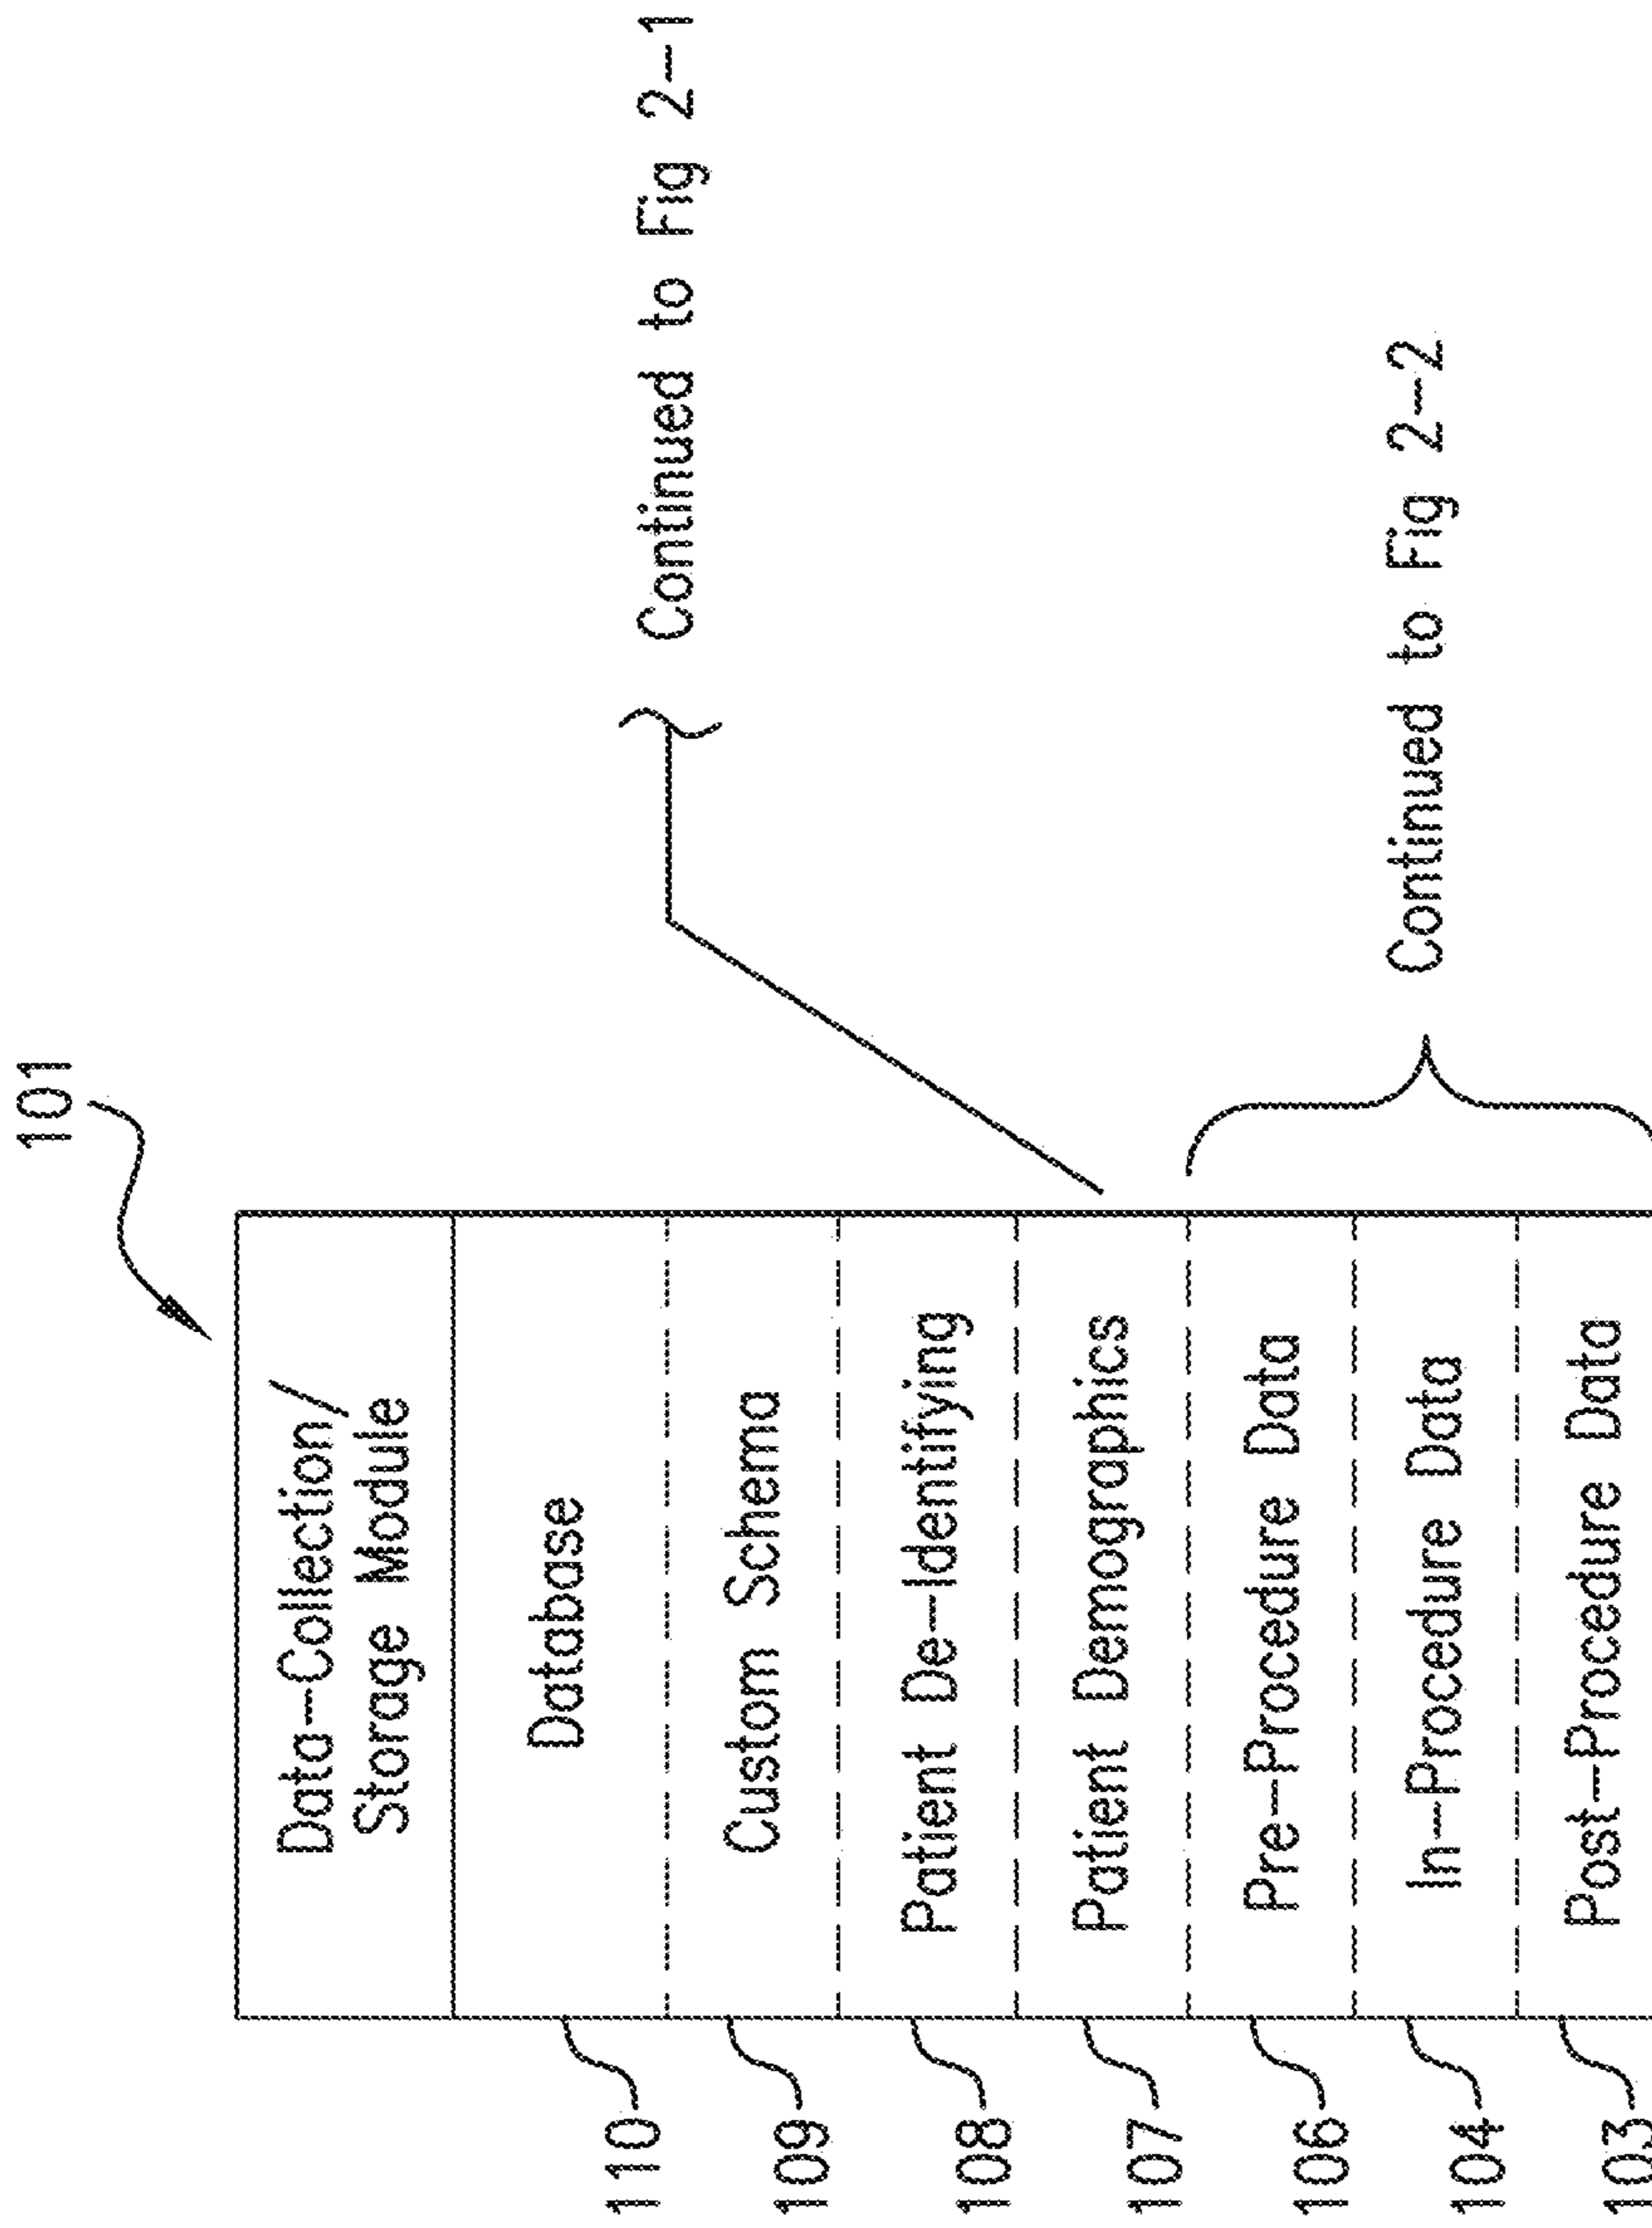 101
Data-Collection/
Storage Module
110
Database
109
Custom Schema
108
Patient De-Identifying
107
Patient Demographics
Continued to Fig 2-1
106
Pre-Procedure Data
104
In-Procedure Data
103
Post-Procedure Data
Continued to Fig 2-2